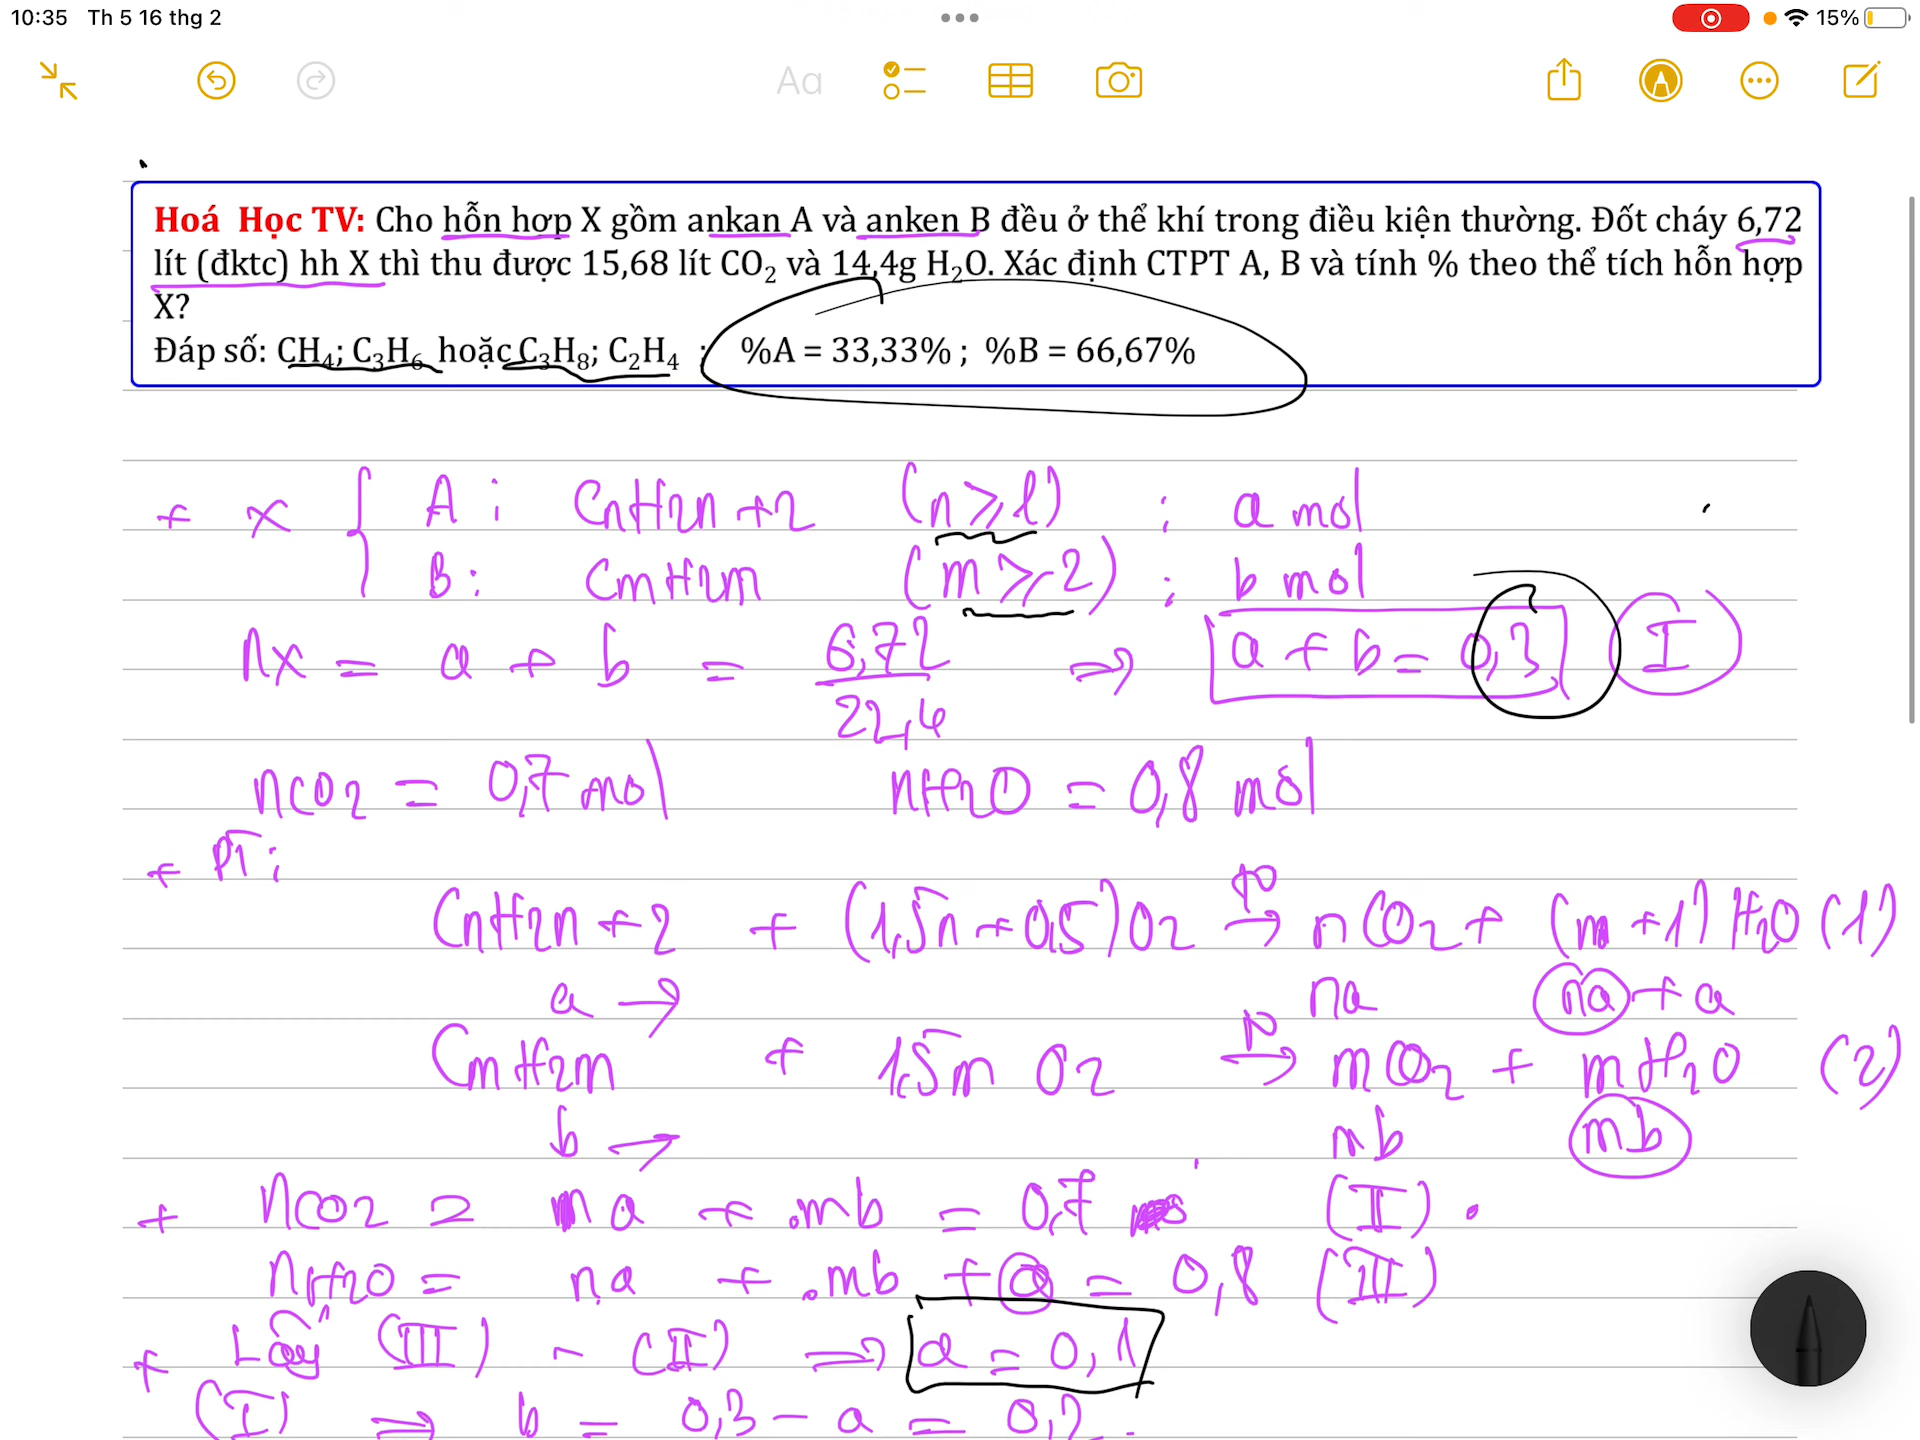 10:35 Th 5 16 thg 2
15%
Aa
Hoá Học TV: Cho hỗn hợp X gồm ankan A và anken B đều ở thể khí trong điều kiện thường. Đốt cháy 6,72
lít (đktc) hh X thì thu được 15,68 lít CO₂ và 14,4g H₂O. Xác định CTPT A, B và tính % theo thể tích hỗn hợp
X?
Đáp số: CH₄; C₃H₆ hoặc C₃H₈; C₂H₄ ; %A = 33,33% ; %B = 66,67%
+ X { A : CnH2n+2 (n ⩾ 1) ; a mol
B : CmH2m (m ⩾ 2) ; b mol
nX = a + b = 6,72/22,4 ⇒ a + b = 0,3 I
nCO2 = 0,7 mol nH2O = 0,8 mol
+ PT :
CnH2n+2 + (1,5n+0,5)O2 t° → nCO2 + (n+1)H2O (1)
a → na na + a
CmH2m + 1,5m O2 t° → mCO2 + mH2O (2)
b → mb mb
+ nCO2 = na + mb = 0,7 (II)
nH2O = na + mb + a = 0,8 (III)
+ Lấy (III) - (II) ⇒ a = 0,1
(I) ⇒ b = 0,3 - a = 0,2